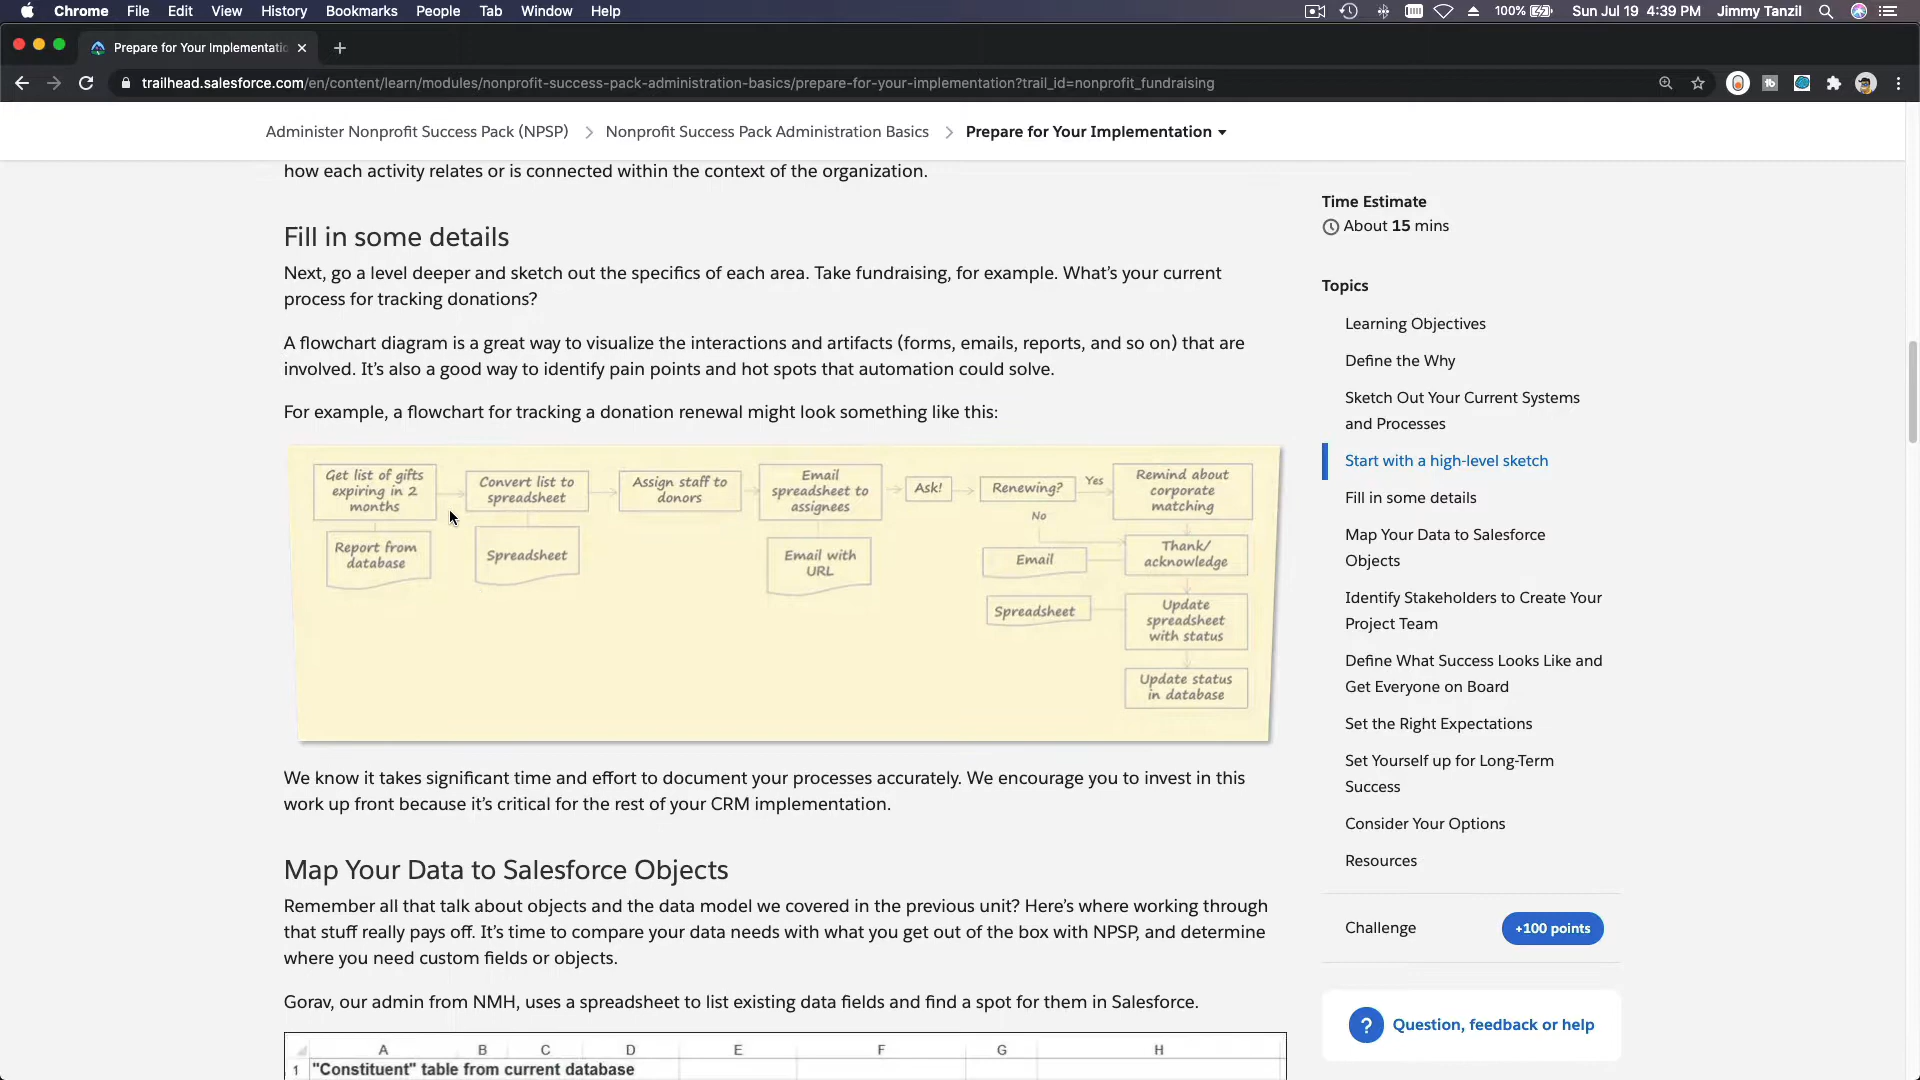 Chrome File Edit View History Bookmarks People Tab Window Help
100% Sun Jul 19 4:39 PM Jimmy Tanzil
Prepare for Your Implementatio
trailhead.salesforce.com/en/content/learn/modules/nonprofit-success-pack-administration-basics/prepare-for-your-implementation?trail_id=nonprofit_fundraising
Administer Nonprofit Success Pack (NPSP) Nonprofit Success Pack Administration Basics Prepare for Your Implementation
how each activity relates or is connected within the context of the organization.
Fill in some details
Next, go a level deeper and sketch out the specifics of each area. Take fundraising, for example. What’s your current
process for tracking donations?
A flowchart diagram is a great way to visualize the interactions and artifacts (forms, emails, reports, and so on) that are
involved. It’s also a good way to identify pain points and hot spots that automation could solve.
For example, a flowchart for tracking a donation renewal might look something like this:
Get list of gifts
expiring in 2
months
Report from
database
Convert list to
spreadsheet
Spreadsheet
Assign staff to
donors
Email
spreadsheet to
assignees
Email with
URL
Ask!
Renewing?
Yes
No
Remind about
corporate
matching
Email
Thank/
acknowledge
Spreadsheet
Update
spreadsheet
with status
Update status
in database
We know it takes significant time and effort to document your processes accurately. We encourage you to invest in this
work up front because it’s critical for the rest of your CRM implementation.
Map Your Data to Salesforce Objects
Remember all that talk about objects and the data model we covered in the previous unit? Here’s where working through
that stuff really pays off. It’s time to compare your data needs with what you get out of the box with NPSP, and determine
where you need custom fields or objects.
Gorav, our admin from NMH, uses a spreadsheet to list existing data fields and find a spot for them in Salesforce.
A B C D E F G H
1 "Constituent" table from current database
Time Estimate
About 15 mins
Topics
Learning Objectives
Define the Why
Sketch Out Your Current Systems
and Processes
Start with a high-level sketch
Fill in some details
Map Your Data to Salesforce
Objects
Identify Stakeholders to Create Your
Project Team
Define What Success Looks Like and
Get Everyone on Board
Set the Right Expectations
Set Yourself up for Long-Term
Success
Consider Your Options
Resources
Challenge +100 points
? Question, feedback or help